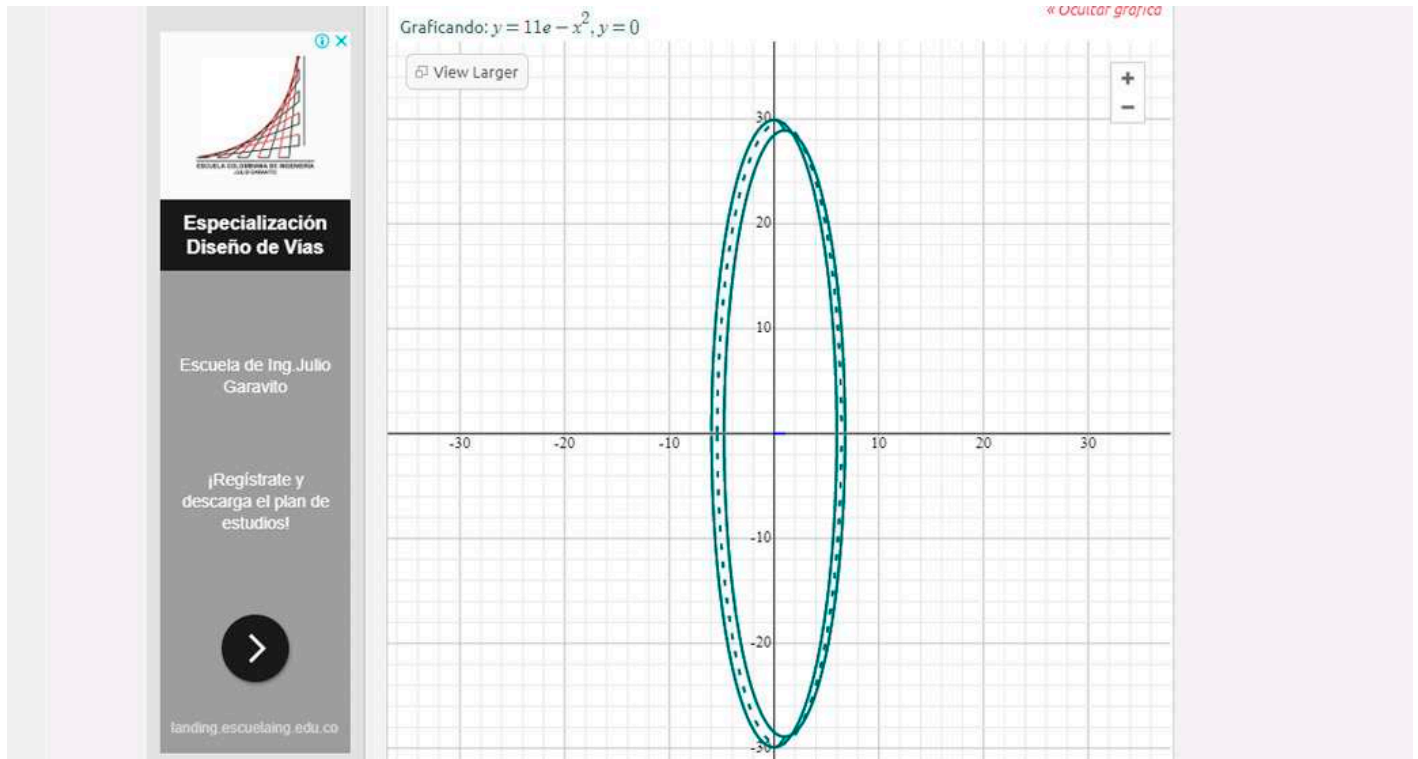 « Ocultar gráfica
Graficando: y = 11e − x², y = 0
View Larger
+
−
ESCUELA COLOMBIANA DE INGENIERÍA
JULIO GARAVITO
Especialización
Diseño de Vías
Escuela de Ing.Julio
Garavito
¡Regístrate y
descarga el plan de
estudios!
landing.escuelaing.edu.co
30
20
10
-30
-20
-10
10
20
30
-10
-20
-30